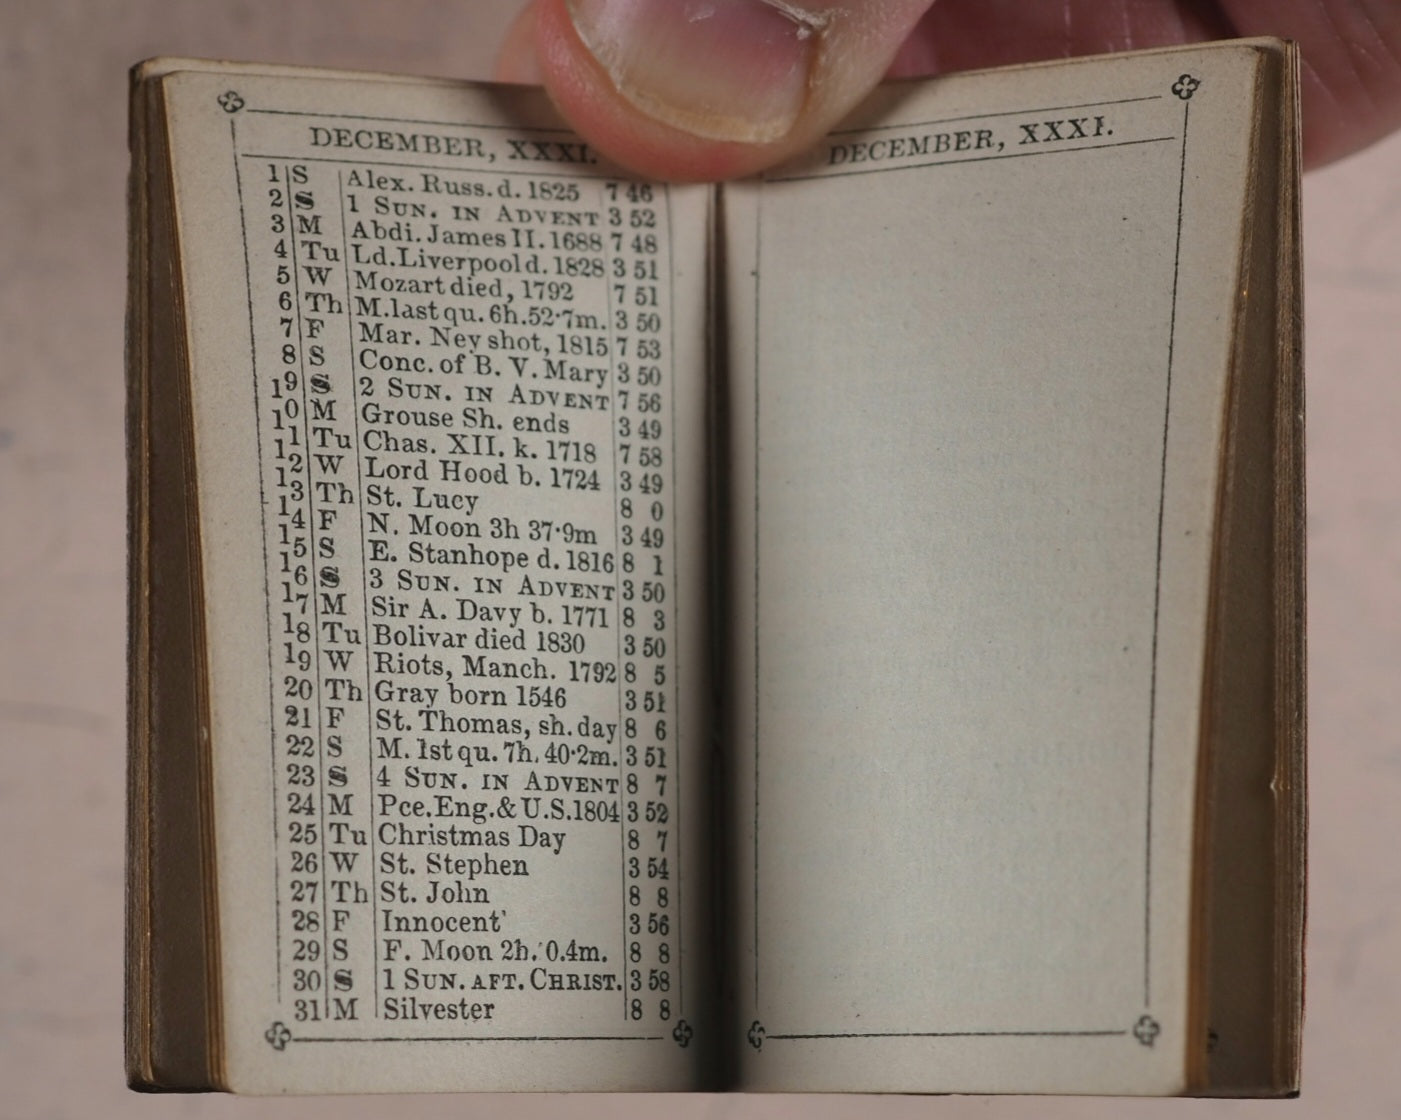 DECEMBER, XXXI.
1 S Alex. Russ. d. 1825 7 46
2 S 1 SUN. IN ADVENT 3 52
3 M Abdi. James II. 1688 7 48
4 Tu Ld. Liverpool d. 1828 3 51
5 W Mozart died, 1792 7 51
6 Th M. last qu. 6h. 52·7m. 3 50
7 F Mar. Ney shot, 1815 7 53
8 S Conc. of B. V. Mary 3 50
9 S 2 SUN. IN ADVENT 7 56
10 M Grouse Sh. ends 3 49
11 Tu Chas. XII. k. 1718 7 58
12 W Lord Hood b. 1724 3 49
13 Th St. Lucy 8 0
14 F N. Moon 3h 37·9m 3 49
15 S E. Stanhope d. 1816 8 1
16 S 3 SUN. IN ADVENT 3 50
17 M Sir A. Davy b. 1771 8 3
18 Tu Bolivar died 1830 3 50
19 W Riots, Manch. 1792 8 5
20 Th Gray born 1546 3 51
21 F St. Thomas, sh. day 8 6
22 S M. 1st qu. 7h. 40·2m. 3 51
23 S 4 SUN. IN ADVENT 8 7
24 M Pce. Eng. & U.S. 1804 3 52
25 Tu Christmas Day 8 7
26 W St. Stephen 3 54
27 Th St. John 8 8
28 F Innocent' 3 56
29 S F. Moon 2h. 0.4m. 8 8
30 S 1 SUN. AFT. CHRIST. 3 58
31 M Silvester 8 8
DECEMBER, XXXI.